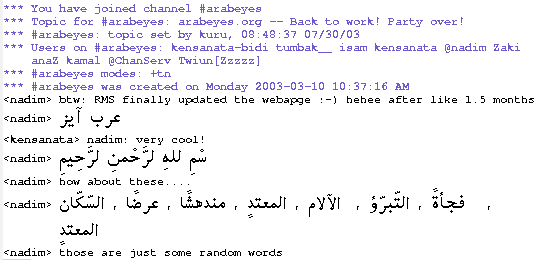 *** You have joined channel #arabeyes
*** Topic for #arabeyes: arabeyes.org -- Back to work! Party over!
*** #arabeyes: topic set by kuru, 08:48:37 07/30/03
*** Users on #arabeyes: kensanata-bidi tumbak__ isam kensanata @nadim Zaki
anaZ kamal @ChanServ Twiun[Zzzzz]
*** #arabeyes modes: +tn
*** #arabeyes was created on Monday 2003-03-10 10:37:16 AM
<nadim> btw: RMS finally updated the webapge :-) hehee after like 1.5 months
<nadim> عرب آيز
<kensanata> nadim: very cool!
<nadim> سْمِ للهِ لرَّحْمنِ لرَّحِيمِ
<nadim> how about these....
<nadim> فجأةً ، التّبرّؤ ، الآلام ، المعتدٍ ، مندهشًا ، عرضًا ، السّكّان ،
المعتدٍ
<nadim> those are just some random words